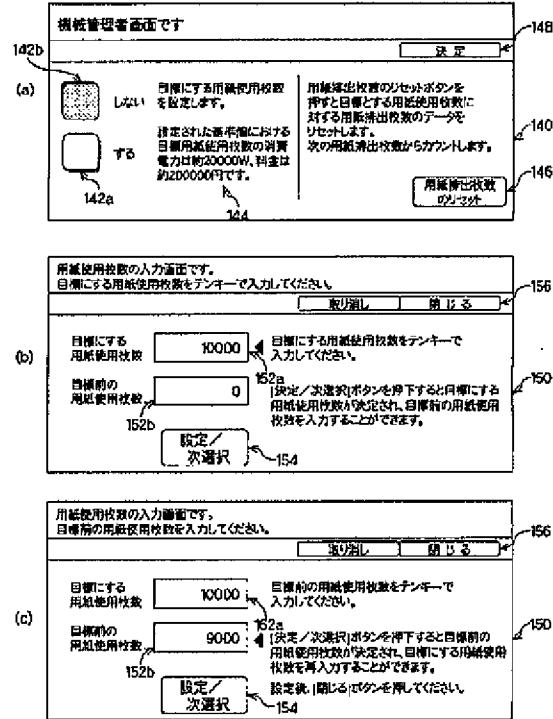 機械管理者画面です
148
142b
決 定
(a)
しない
目標にする用紙使用枚数
を設定します。
用紙排出枚数のリセットボタンを
押すと目標とする用紙使用枚数に
対する用紙排出枚数のデータを
リセットします。
次の用紙排出枚数からカウントします。
140
する
設定された基準値における
目標用紙使用枚数の消費
電力は約20000W、料金は
約200000円です。
142a
144
用紙排出枚数
のリセット
146
用紙使用枚数の入力画面です。
目標にする用紙使用枚数をテンキーで入力してください。
取り消し
閉 じ る
156
(b)
目標にする
用紙使用枚数
10000
目標にする用紙使用枚数をテンキーで
入力してください。
152a
目標前の
用紙使用枚数
0
[決定／次選択]ボタンを押下すると目標にする
用紙使用枚数が決定され、目標前の用紙使用
枚数を入力することができます。
150
152b
設定／
次選択
154
用紙使用枚数の入力画面です。
目標前の用紙使用枚数を入力してください。
取り消し
閉 じ る
156
(c)
目標にする
用紙使用枚数
10000
目標前の用紙使用枚数をテンキーで
入力してください。
152a
目標前の
用紙使用枚数
9000
[決定／次選択]ボタンを押下すると目標前の
用紙使用枚数が決定され、目標にする用紙使用
枚数を再入力することができます。
150
152b
設定／
次選択
154
設定後、[閉じる]ボタンを押してください。